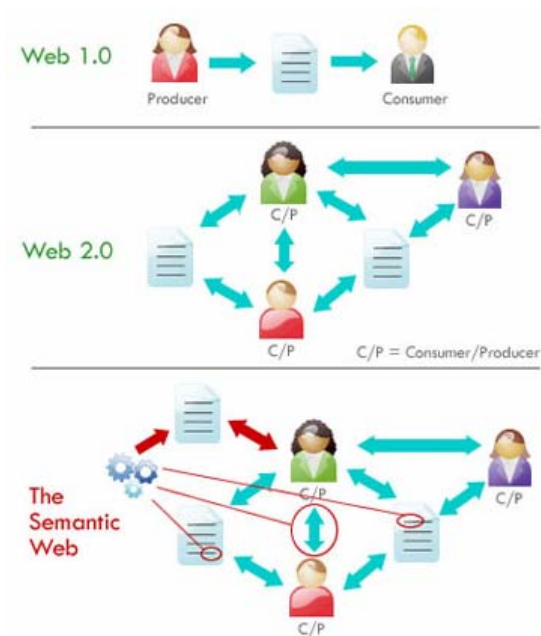 Web 1.0
Producer
Consumer
C/P
C/P
Web 2.0
C/P
C/P = Consumer/Producer
C/P
C/P
The
Semantic
Web
C/P